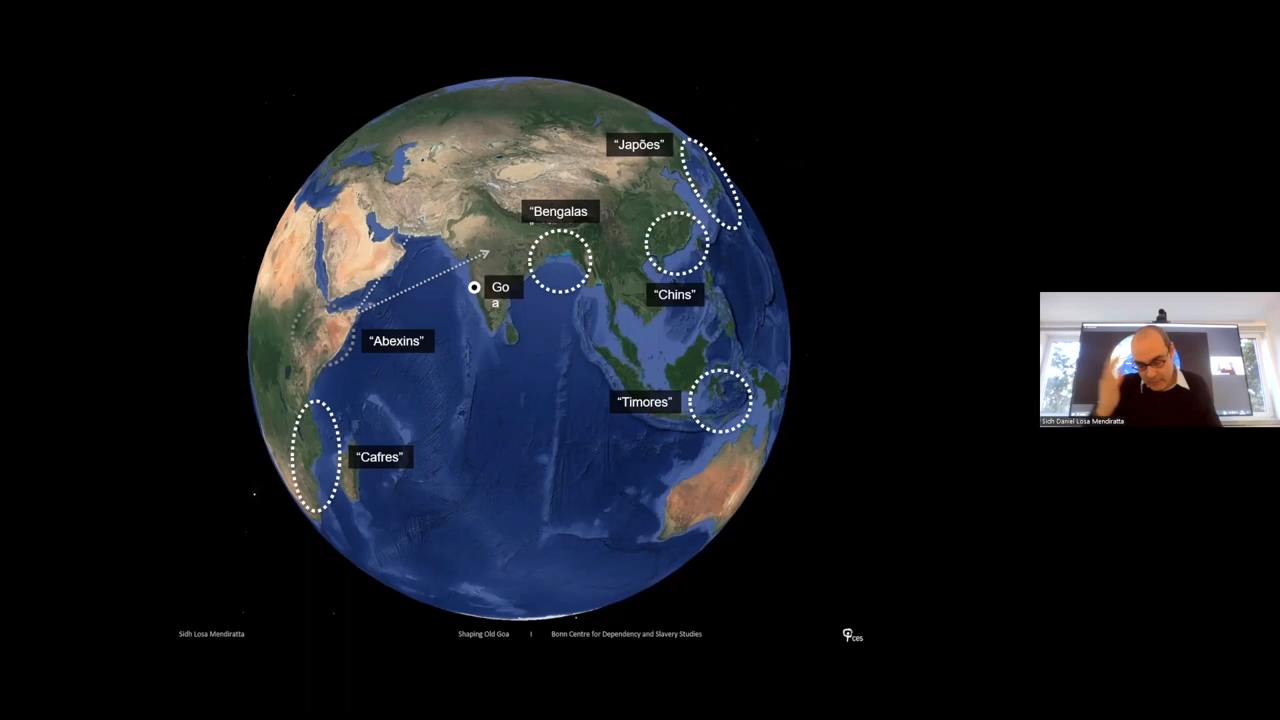 “Japões”
“Bengalas
”
“Chins”
Go
a
“Abexins”
“Timores”
“Cafres”
Sidh Daniel Losa Mendiratta
Sidh Losa Mendiratta
Shaping Old Goa I Bonn Centre for Dependency and Slavery Studies
ces